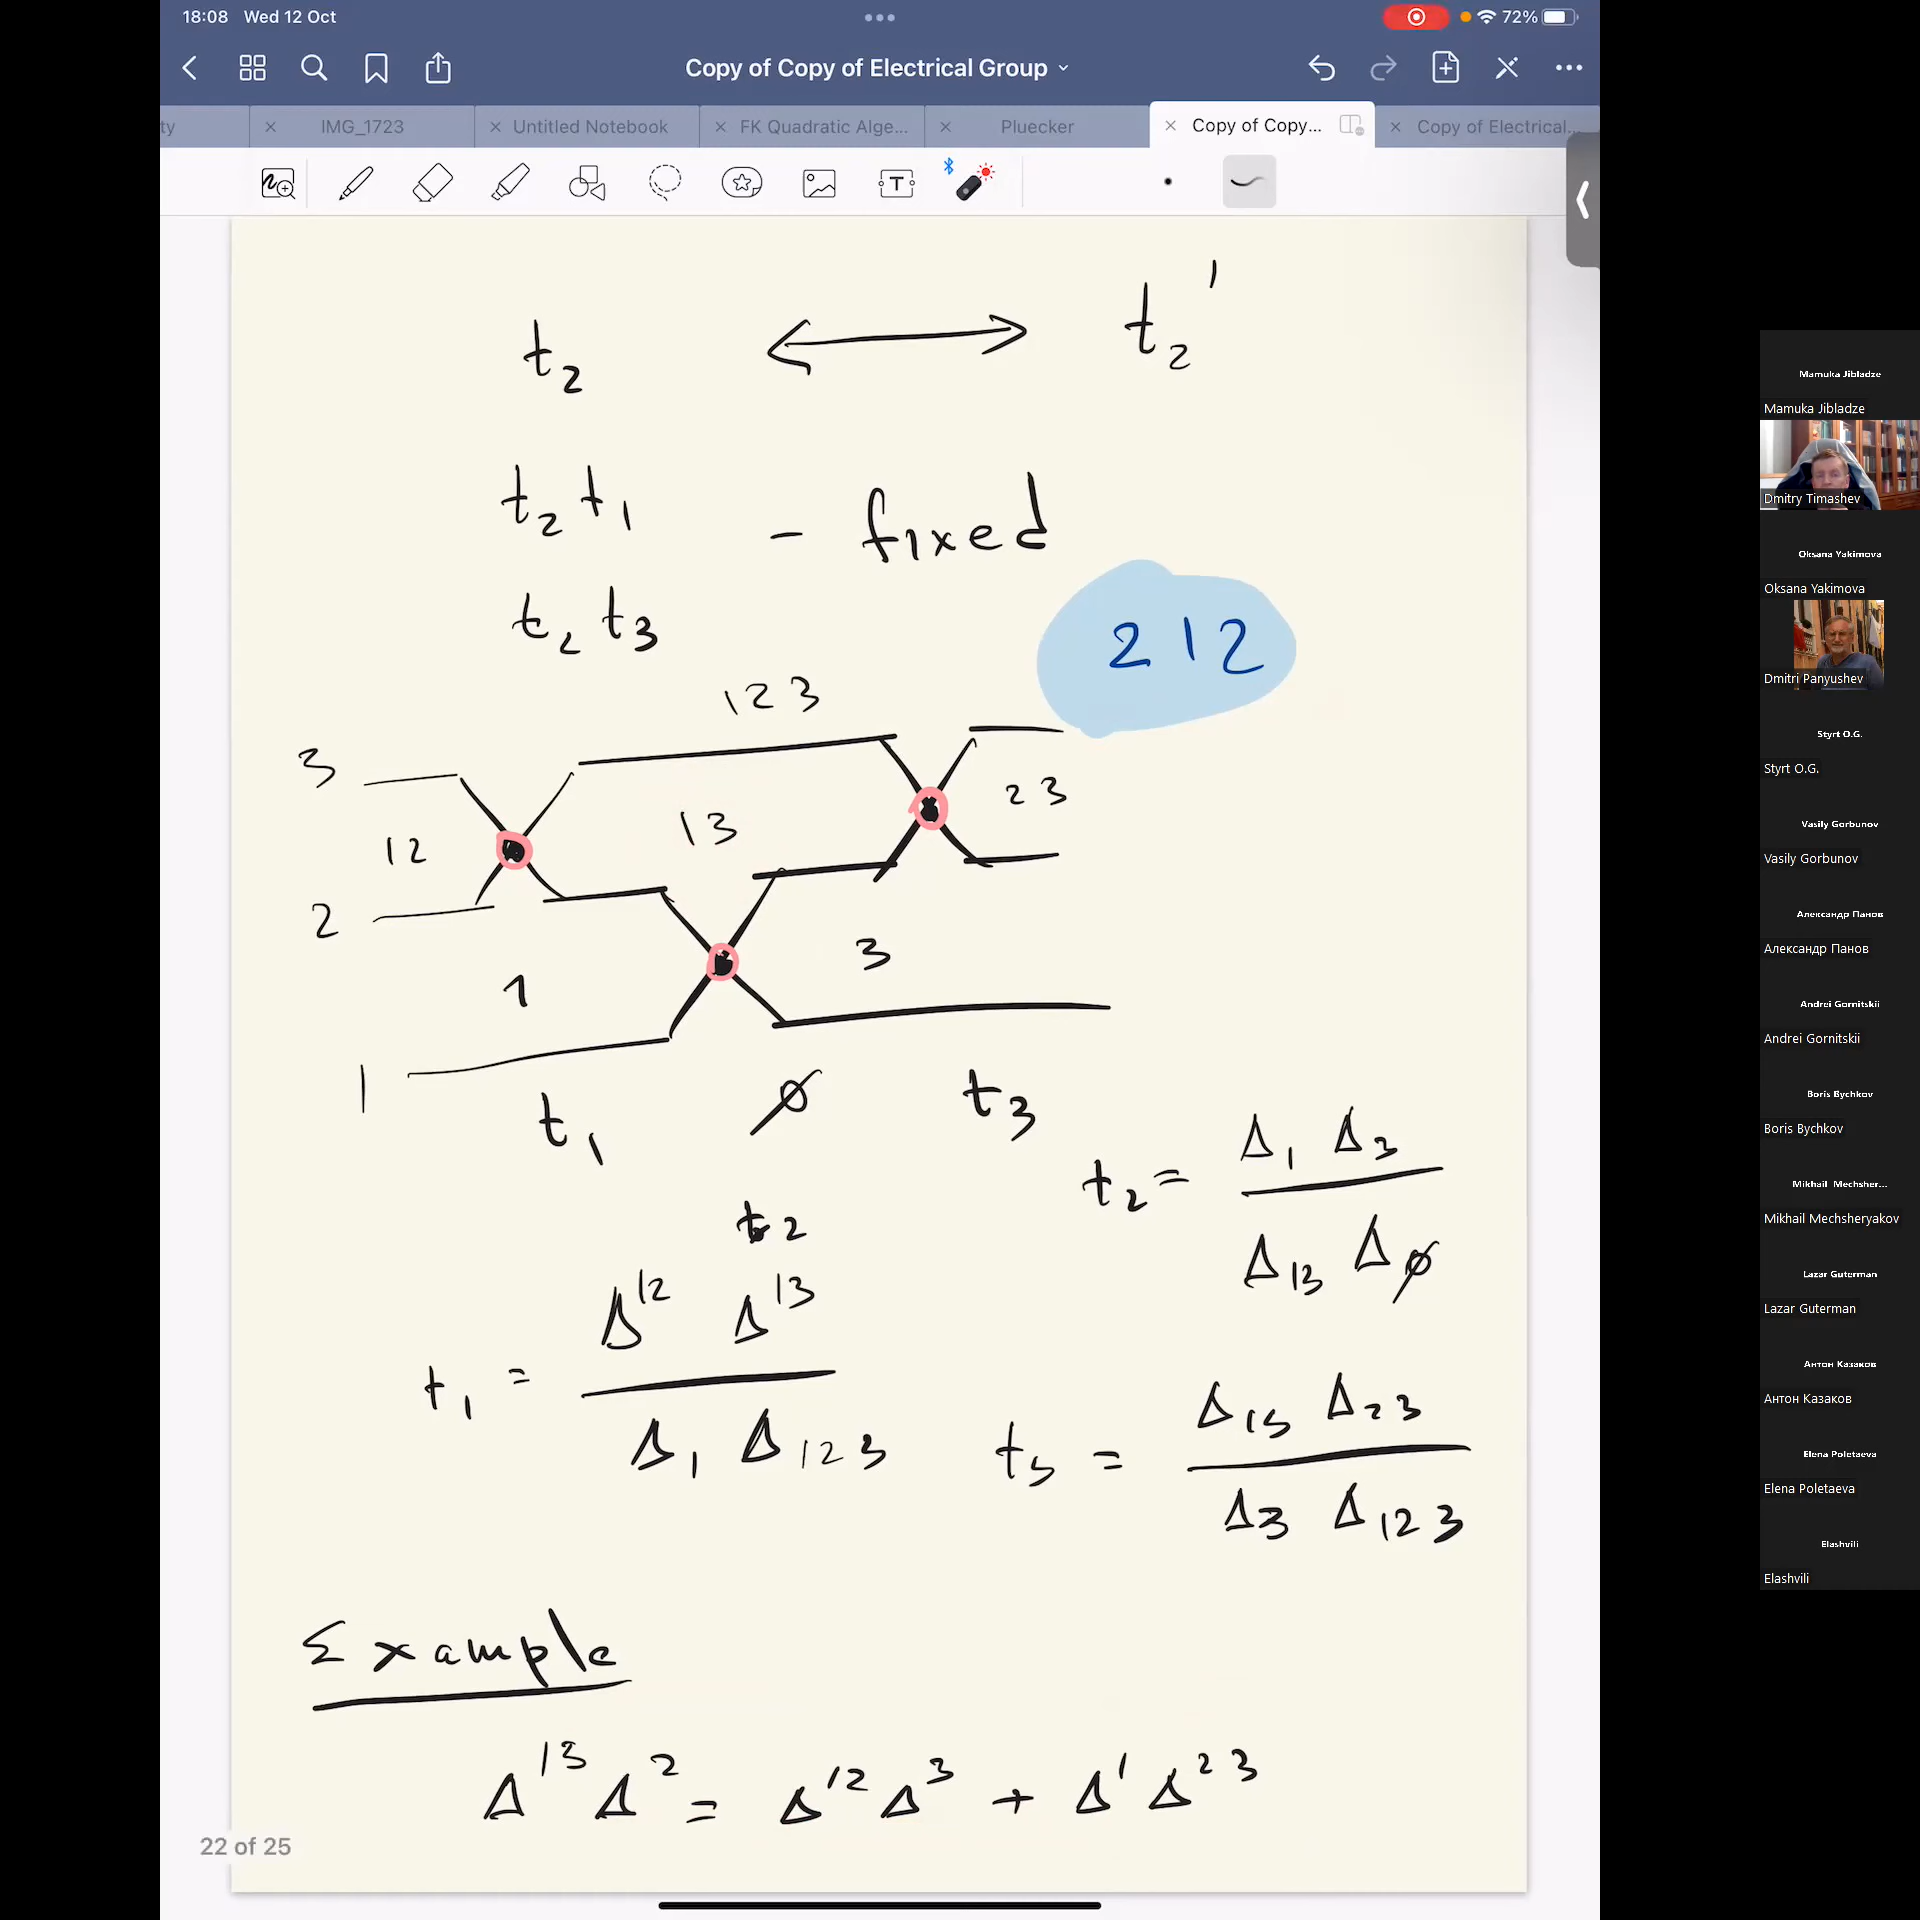 18:08 Wed 12 Oct
72%
Copy of Copy of Electrical Group
ty
IMG_1723
Untitled Notebook
FK Quadratic Alge...
Pluecker
Copy of Copy...
Copy of Electrical...
t₂ ⟷ t₂'
t₂ t₁
- fixed
t₂ t₃
2 1 2
123
3
12
13
23
2
1
3
1
t₁ ∅ t₃
t₂
t₂ = Δ₁ Δ₃ / Δ₁₃ Δ∅
t₁ = Δ¹² Δ¹³ / Δ₁ Δ₁₂₃
t₃ = Δ₁₃ Δ₂₃ / Δ₃ Δ₁₂₃
Example
Δ¹³ Δ² = Δ¹² Δ³ + Δ¹ Δ²³
22 of 25
Mamuka Jibladze
Mamuka Jibladze
Dmitry Timashev
Oksana Yakimova
Oksana Yakimova
Dmitri Panyushev
Styrt O.G.
Styrt O.G.
Vasily Gorbunov
Vasily Gorbunov
Александр Панов
Александр Панов
Andrei Gornitskii
Andrei Gornitskii
Boris Bychkov
Boris Bychkov
Mikhail Mechsher...
Mikhail Mechsheryakov
Lazar Guterman
Lazar Guterman
Антон Казаков
Антон Казаков
Elena Poletaeva
Elena Poletaeva
Elashvili
Elashvili